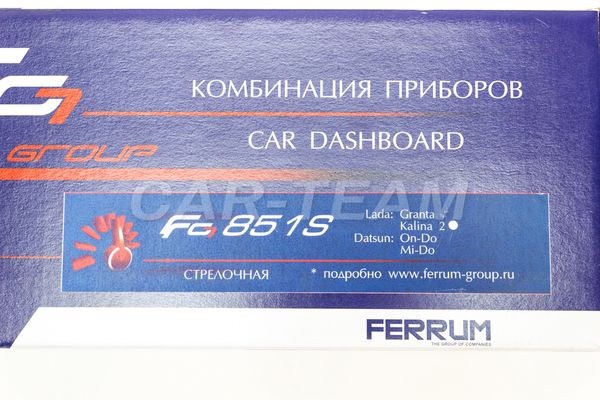 КОМБИНАЦИЯ ПРИБОРОВ
GROUP
CAR DASHBOARD
CAR-TEAM
FG 851S
Lada: Granta
Kalina 2
Datsun: On-Do
Mi-Do
СТРЕЛОЧНАЯ
* подробно www.ferrum-group.ru
FERRUM
THE GROUP OF COMPANIES